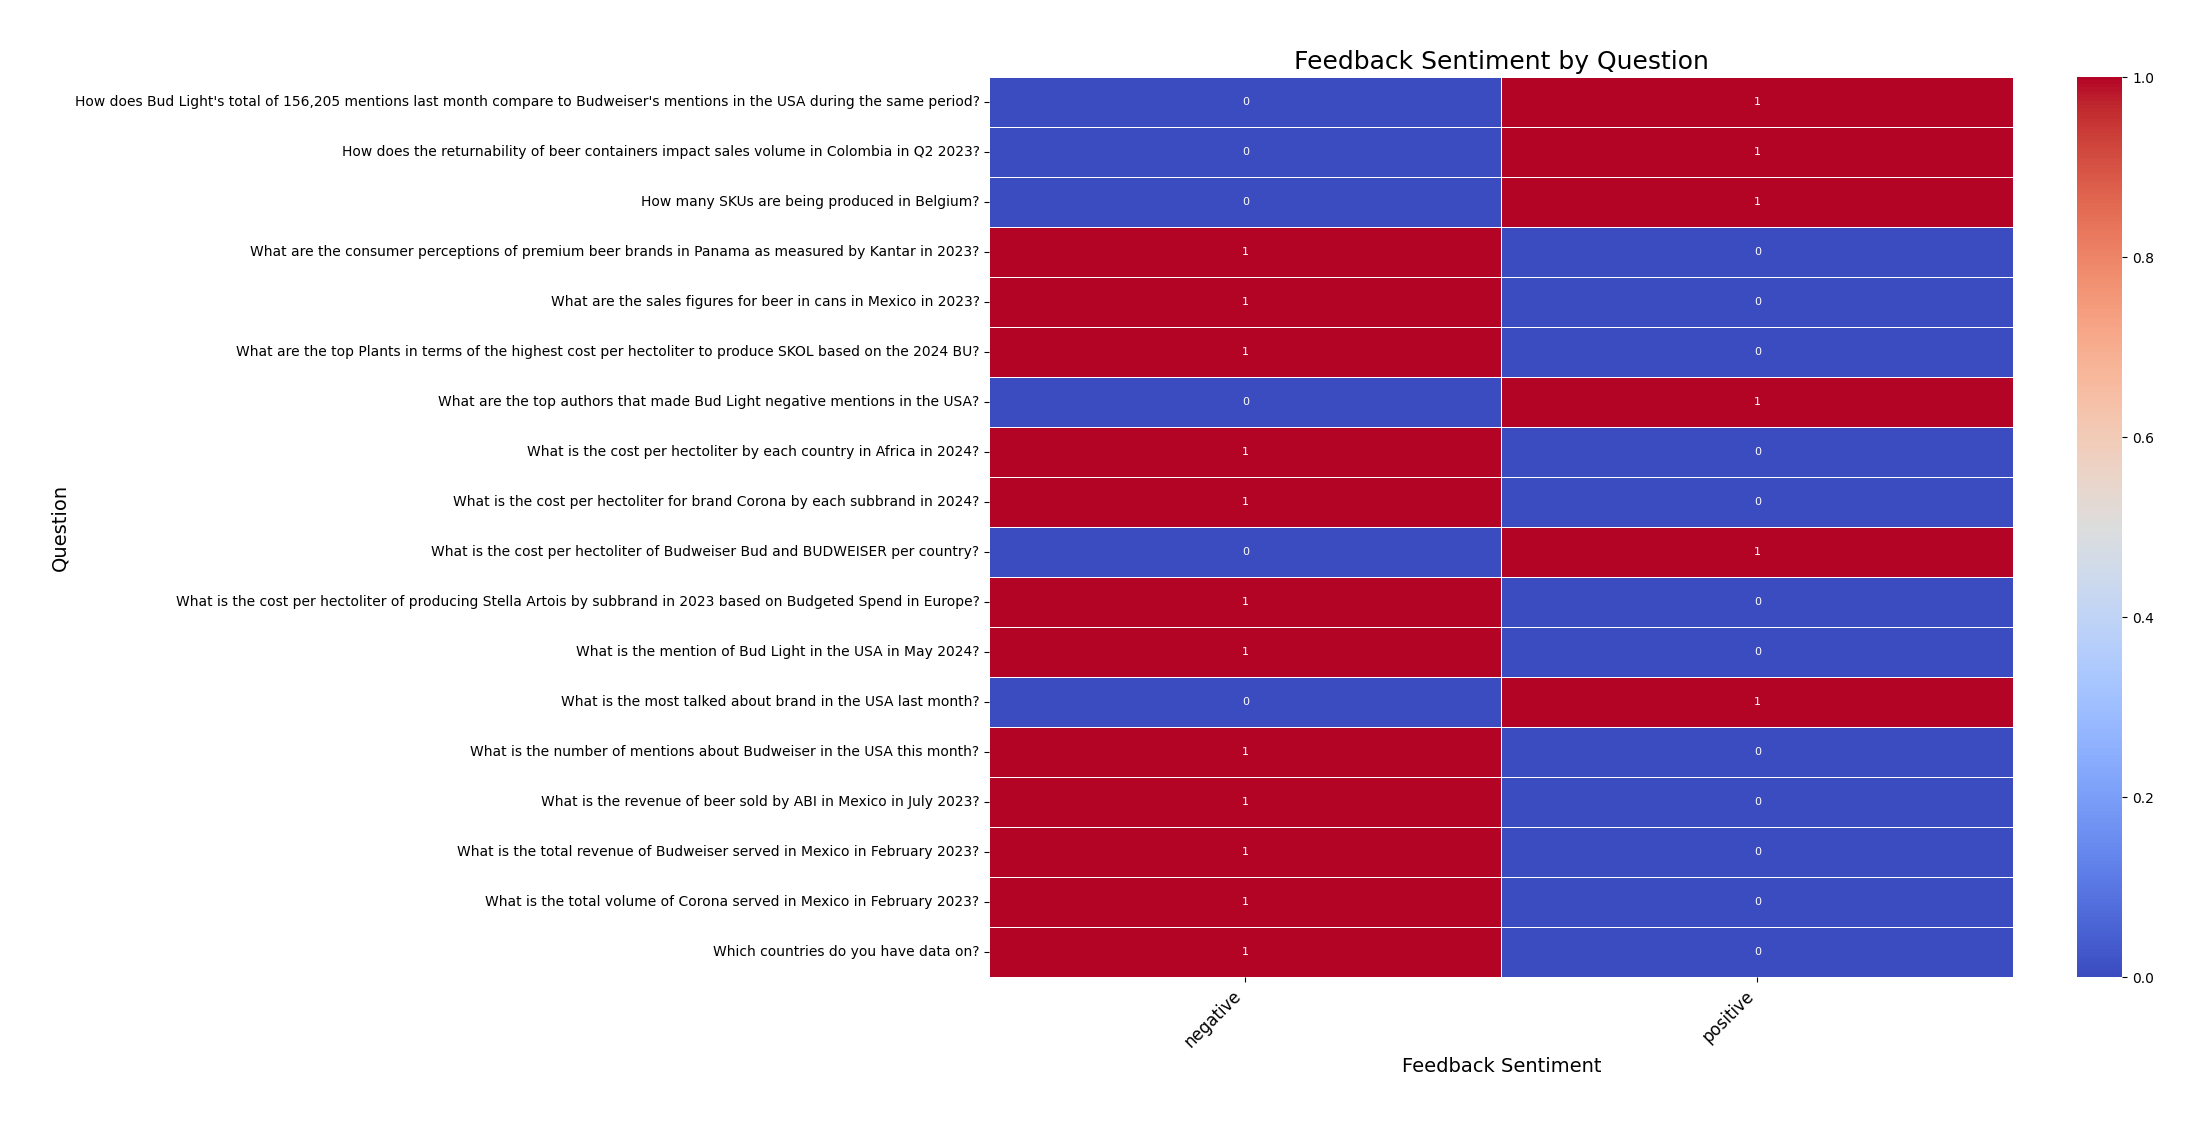 Feedback Sentiment by Question
How does Bud Light's total of 156,205 mentions last month compare to Budweiser's mentions in the USA during the same period? 0 1
How does the returnability of beer containers impact sales volume in Colombia in Q2 2023? 0 1
How many SKUs are being produced in Belgium? 0 1
What are the consumer perceptions of premium beer brands in Panama as measured by Kantar in 2023? 1 0
What are the sales figures for beer in cans in Mexico in 2023? 1 0
What are the top Plants in terms of the highest cost per hectoliter to produce SKOL based on the 2024 BU? 1 0
What are the top authors that made Bud Light negative mentions in the USA? 0 1
What is the cost per hectoliter by each country in Africa in 2024? 1 0
What is the cost per hectoliter for brand Corona by each subbrand in 2024? 1 0
What is the cost per hectoliter of Budweiser Bud and BUDWEISER per country? 0 1
What is the cost per hectoliter of producing Stella Artois by subbrand in 2023 based on Budgeted Spend in Europe? 1 0
What is the mention of Bud Light in the USA in May 2024? 1 0
What is the most talked about brand in the USA last month? 0 1
What is the number of mentions about Budweiser in the USA this month? 1 0
What is the revenue of beer sold by ABI in Mexico in July 2023? 1 0
What is the total revenue of Budweiser served in Mexico in February 2023? 1 0
What is the total volume of Corona served in Mexico in February 2023? 1 0
Which countries do you have data on? 1 0
Question
negative positive
Feedback Sentiment
1.0
0.8
0.6
0.4
0.2
0.0